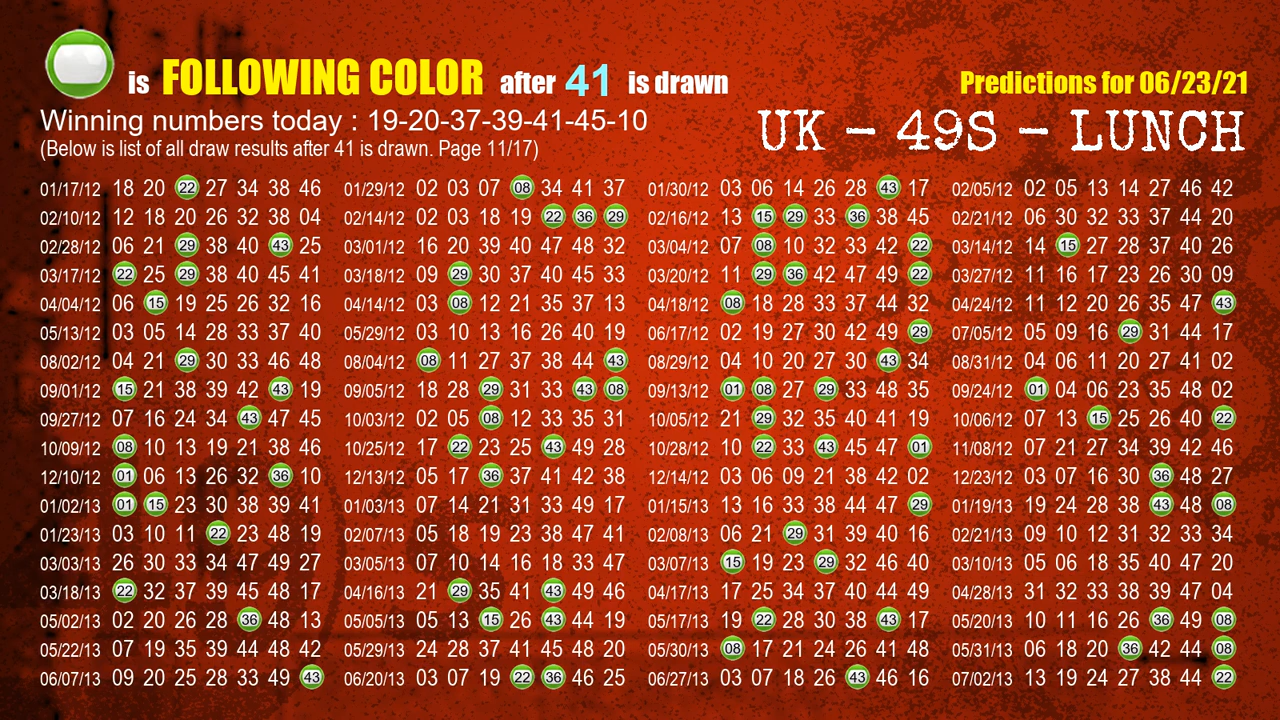 is FOLLOWING COLOR after 41 is drawn
Predictions for 06/23/21
Winning numbers today : 19-20-37-39-41-45-10
UK - 49S - LUNCH
(Below is list of all draw results after 41 is drawn. Page 11/17)
01/17/12 18 20 22 27 34 38 46 01/29/12 02 03 07 08 34 41 37 01/30/12 03 06 14 26 28 43 17 02/05/12 02 05 13 14 27 46 42
02/10/12 12 18 20 26 32 38 04 02/14/12 02 03 18 19 22 36 29 02/16/12 13 15 29 33 36 38 45 02/21/12 06 30 32 33 37 44 20
02/28/12 06 21 29 38 40 43 25 03/01/12 16 20 39 40 47 48 32 03/04/12 07 08 10 32 33 42 22 03/14/12 14 15 27 28 37 40 26
03/17/12 22 25 29 38 40 45 41 03/18/12 09 29 30 37 40 45 33 03/20/12 11 29 36 42 47 49 22 03/27/12 11 16 17 23 26 30 09
04/04/12 06 15 19 25 26 32 16 04/14/12 03 08 12 21 35 37 13 04/18/12 08 18 28 33 37 44 32 04/24/12 11 12 20 26 35 47 43
05/13/12 03 05 14 28 33 37 40 05/29/12 03 10 13 16 26 40 19 06/17/12 02 19 27 30 42 49 29 07/05/12 05 09 16 29 31 44 17
08/02/12 04 21 29 30 33 46 48 08/04/12 08 11 27 37 38 44 43 08/29/12 04 10 20 27 30 43 34 08/31/12 04 06 11 20 27 41 02
09/01/12 15 21 38 39 42 43 19 09/05/12 18 28 29 31 33 43 08 09/13/12 01 08 27 29 33 48 35 09/24/12 01 04 06 23 35 48 02
09/27/12 07 16 24 34 43 47 45 10/03/12 02 05 08 12 33 35 31 10/05/12 21 29 32 35 40 41 19 10/06/12 07 13 15 25 26 40 22
10/09/12 08 10 13 19 21 38 46 10/25/12 17 22 23 25 43 49 28 10/28/12 10 22 33 43 45 47 01 11/08/12 07 21 27 34 39 42 46
12/10/12 01 06 13 26 32 36 10 12/13/12 05 17 36 37 41 42 38 12/14/12 03 06 09 21 38 42 02 12/23/12 03 07 16 30 36 48 27
01/02/13 01 15 23 30 38 39 41 01/03/13 07 14 21 31 33 49 17 01/15/13 13 16 33 38 44 47 29 01/19/13 19 24 28 38 43 48 08
01/23/13 03 10 11 22 23 48 19 02/07/13 05 18 19 23 38 47 41 02/08/13 06 21 29 31 39 40 16 02/21/13 09 10 12 31 32 33 34
03/03/13 26 30 33 34 47 49 27 03/05/13 07 10 14 16 18 33 47 03/07/13 15 19 23 29 32 46 40 03/10/13 05 06 18 35 40 47 20
03/18/13 22 32 37 39 45 48 17 04/16/13 21 29 35 41 43 49 46 04/17/13 17 25 34 37 40 44 49 04/28/13 31 32 33 38 39 47 04
05/02/13 02 20 26 28 36 48 13 05/05/13 05 13 15 26 43 44 19 05/17/13 19 22 28 30 38 43 17 05/20/13 10 11 16 26 36 49 08
05/22/13 07 19 35 39 44 48 42 05/29/13 24 28 37 41 45 48 20 05/30/13 08 17 21 24 26 41 48 05/31/13 06 18 20 36 42 44 08
06/07/13 09 20 25 28 33 49 43 06/20/13 03 07 19 22 36 46 25 06/27/13 03 07 18 26 43 46 16 07/02/13 13 19 24 27 38 44 22